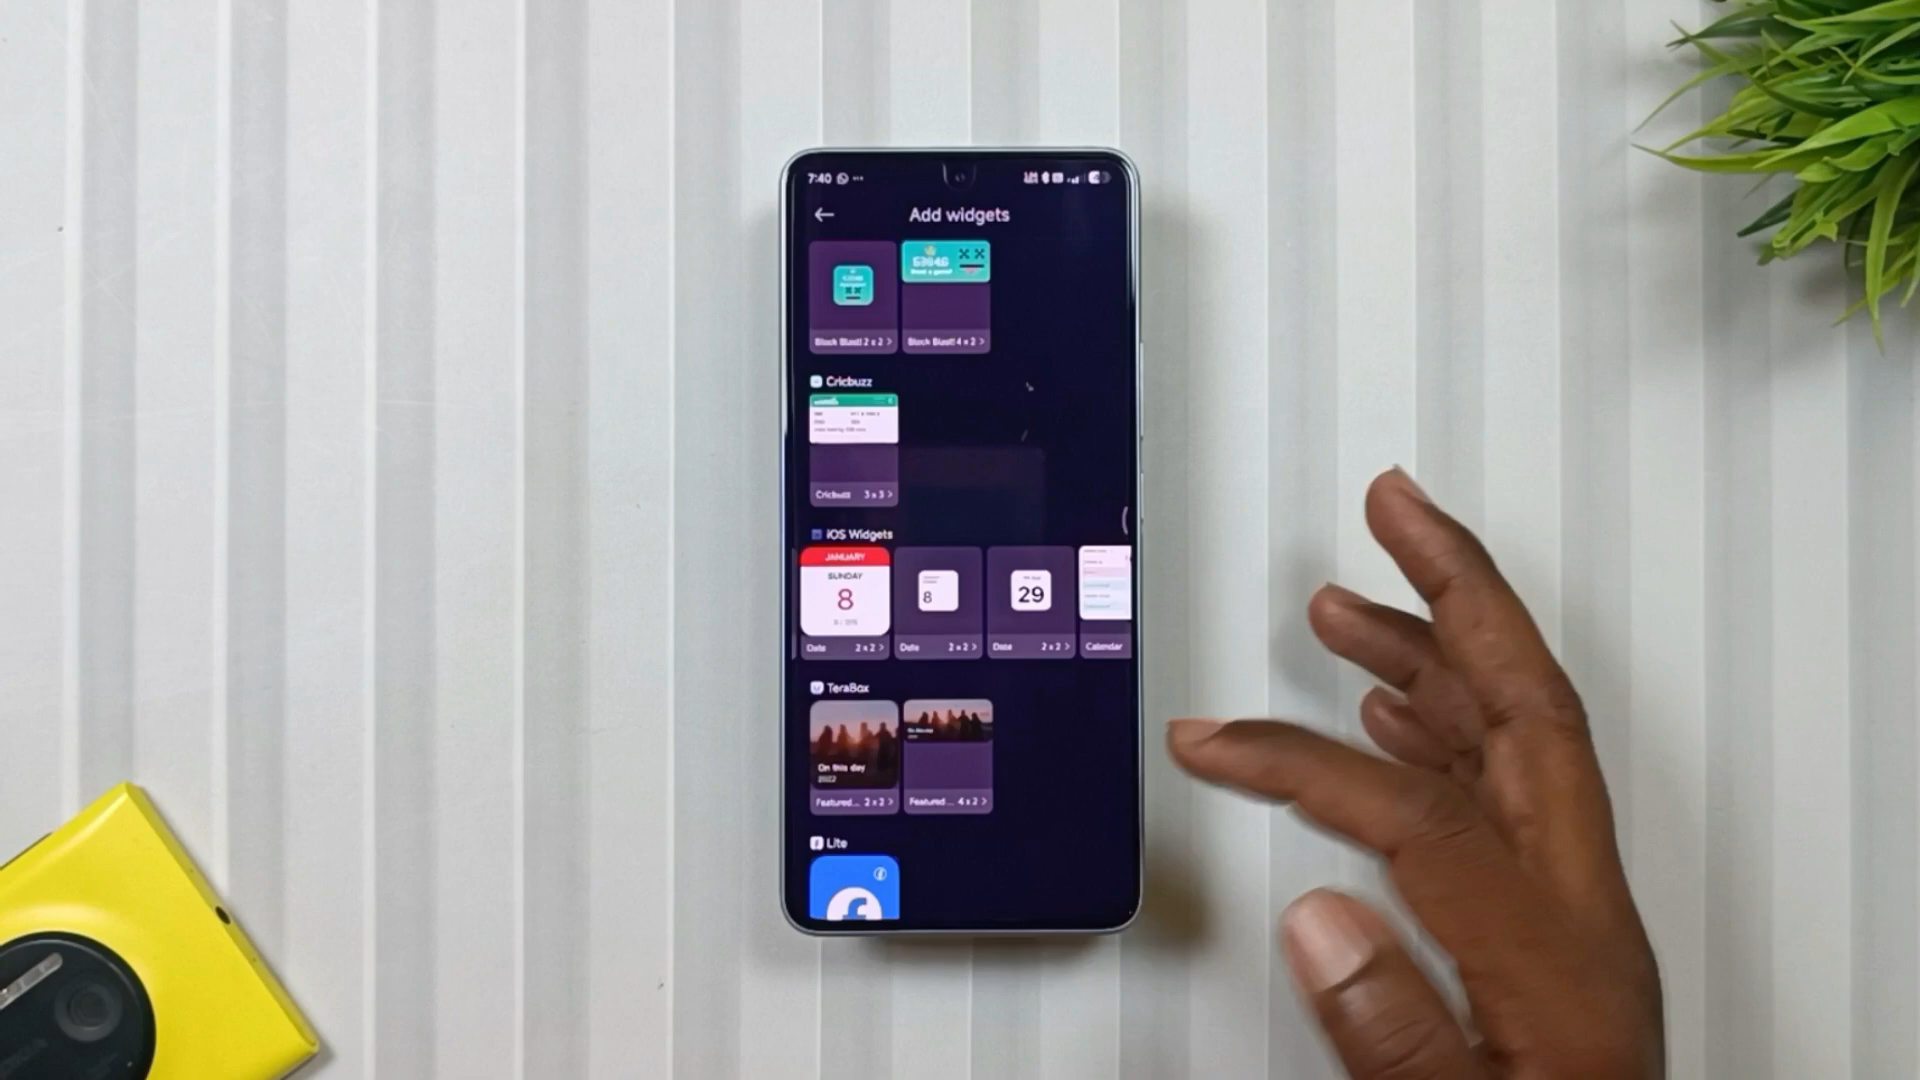 7:40
Add widgets
Block Blast! 2 x 2 >
Block Blast! 4 x 2 >
Cricbuzz
Cricbuzz 3 x 3 >
iOS Widgets
JANUARY
SUNDAY
8
8
29
Date 2 x 2 >
Date 2 x 2 >
Date 2 x 2 >
Calendar
TeraBox
On this day
2022
Featured ... 2 x 2 >
Featured ... 4 x 2 >
Lite